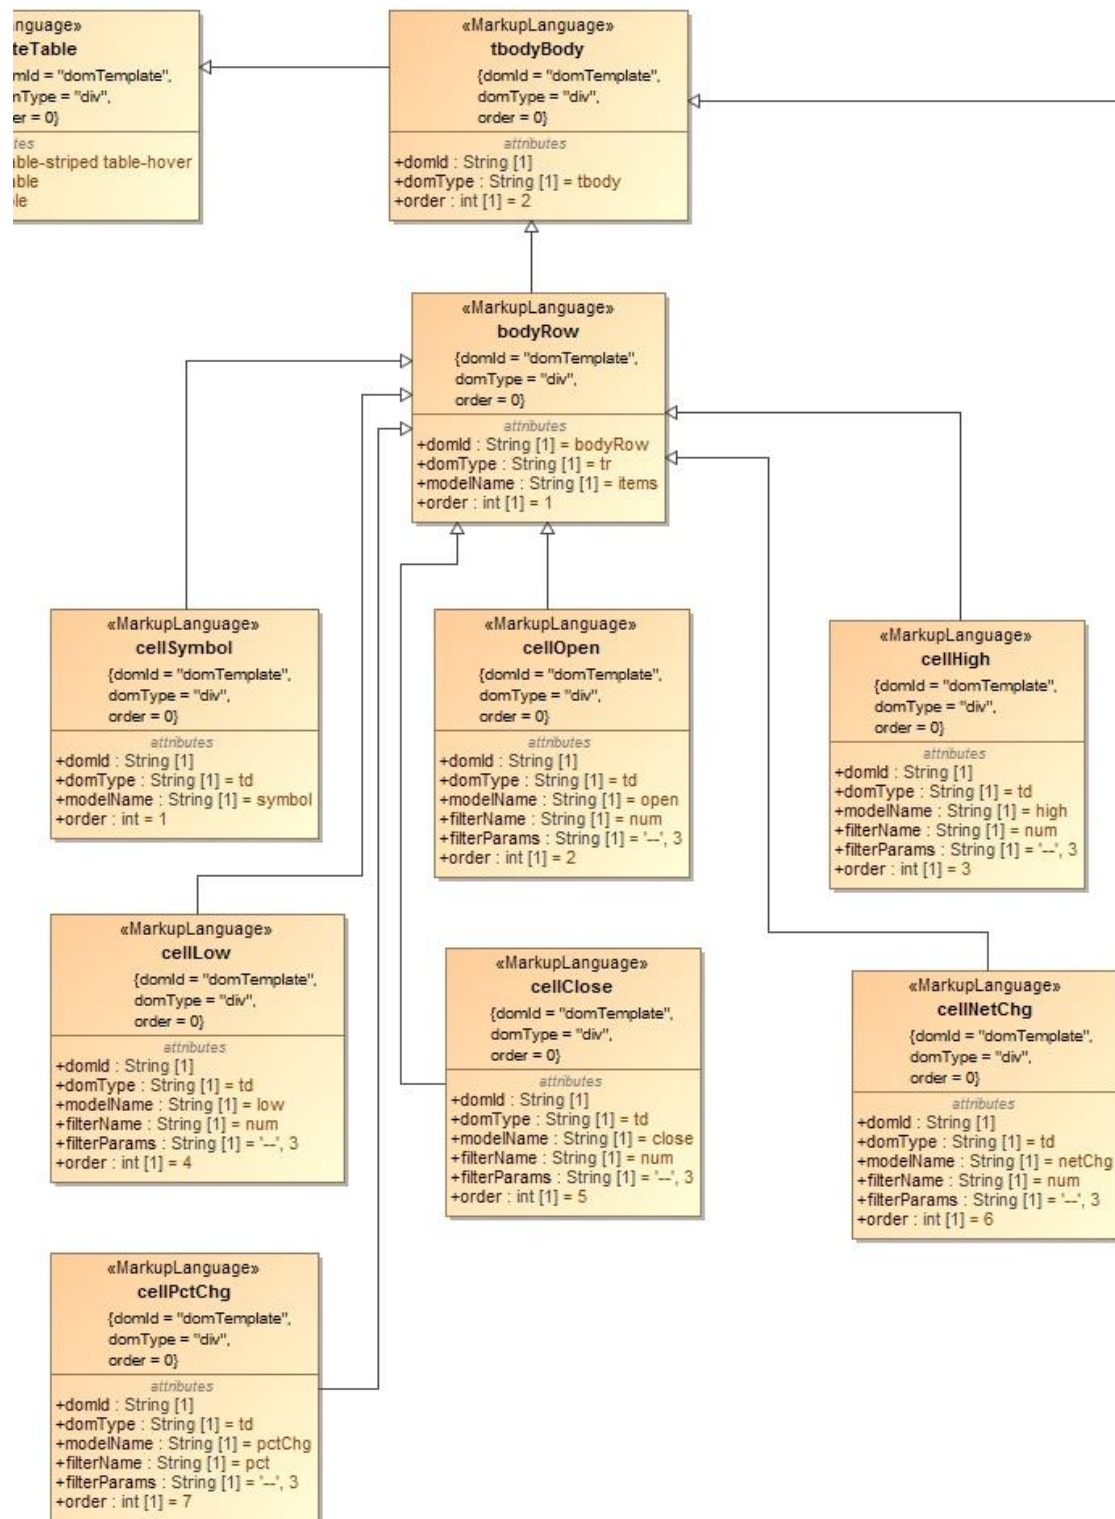 «MarkupLanguage»
tbodyBody
{domId = "domTemplate",
domType = "div",
order = 0}
attributes
+domId : String [1]
+domType : String [1] = tbody
+order : int [1] = 2
"domTemplate",
= "div",
= 0}
table-hover
«MarkupLanguage»
bodyRow
{domId = "domTemplate",
domType = "div",
order = 0}
attributes
+domId : String [1] = bodyRow
+domType : String [1] = tr
+modelName : String [1] = items
+order : int [1] = 1
«MarkupLanguage»
cellSymbol
{domId = "domTemplate",
domType = "div",
order = 0}
attributes
+domId : String [1]
+domType : String [1] = td
+modelName : String [1] = symbol
+order : int = 1
«MarkupLanguage»
cellOpen
{domId = "domTemplate",
domType = "div",
order = 0}
attributes
+domId : String [1]
+domType : String [1] = td
+modelName : String [1] = open
+filterName : String [1] = num
+filterParams : String [1] = '--', 3
+order : int [1] = 2
«MarkupLanguage»
cellHigh
{domId = "domTemplate",
domType = "div",
order = 0}
attributes
+domId : String [1]
+domType : String [1] = td
+modelName : String [1] = high
+filterName : String [1] = num
+filterParams : String [1] = '--', 3
+order : int [1] = 3
«MarkupLanguage»
cellLow
{domId = "domTemplate",
domType = "div",
order = 0}
attributes
+domId : String [1]
+domType : String [1] = td
+modelName : String [1] = low
+filterName : String [1] = num
+filterParams : String [1] = '--', 3
+order : int [1] = 4
«MarkupLanguage»
cellClose
{domId = "domTemplate",
domType = "div",
order = 0}
attributes
+domId : String [1]
+domType : String [1] = td
+modelName : String [1] = close
+filterName : String [1] = num
+filterParams : String [1] = '--', 3
+order : int [1] = 5
«MarkupLanguage»
cellNetChg
{domId = "domTemplate",
domType = "div",
order = 0}
attributes
+domId : String [1]
+domType : String [1] = td
+modelName : String [1] = netChg
+filterName : String [1] = num
+filterParams : String [1] = '--', 3
+order : int [1] = 6
«MarkupLanguage»
cellPctChg
{domId = "domTemplate",
domType = "div",
order = 0}
attributes
+domId : String [1]
+domType : String [1] = td
+modelName : String [1] = pctChg
+filterName : String [1] = pct
+filterParams : String [1] = '--', 3
+order : int [1] = 7